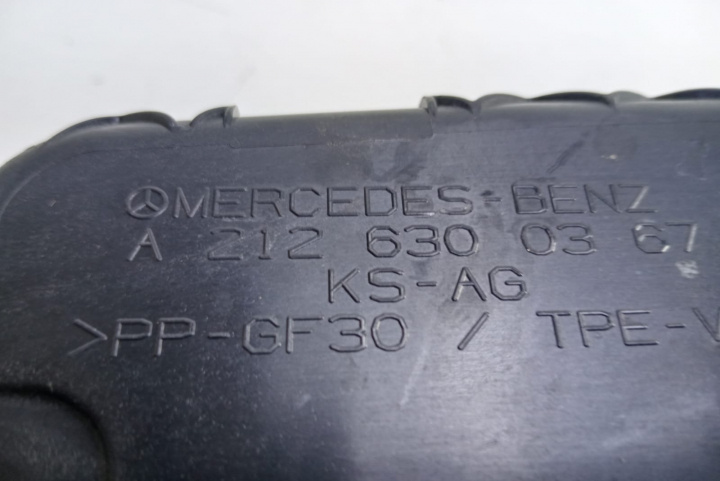 MERCEDES-BENZ
A 212 630 03 67
KS-AG
>PP-GF30 / TPE-V